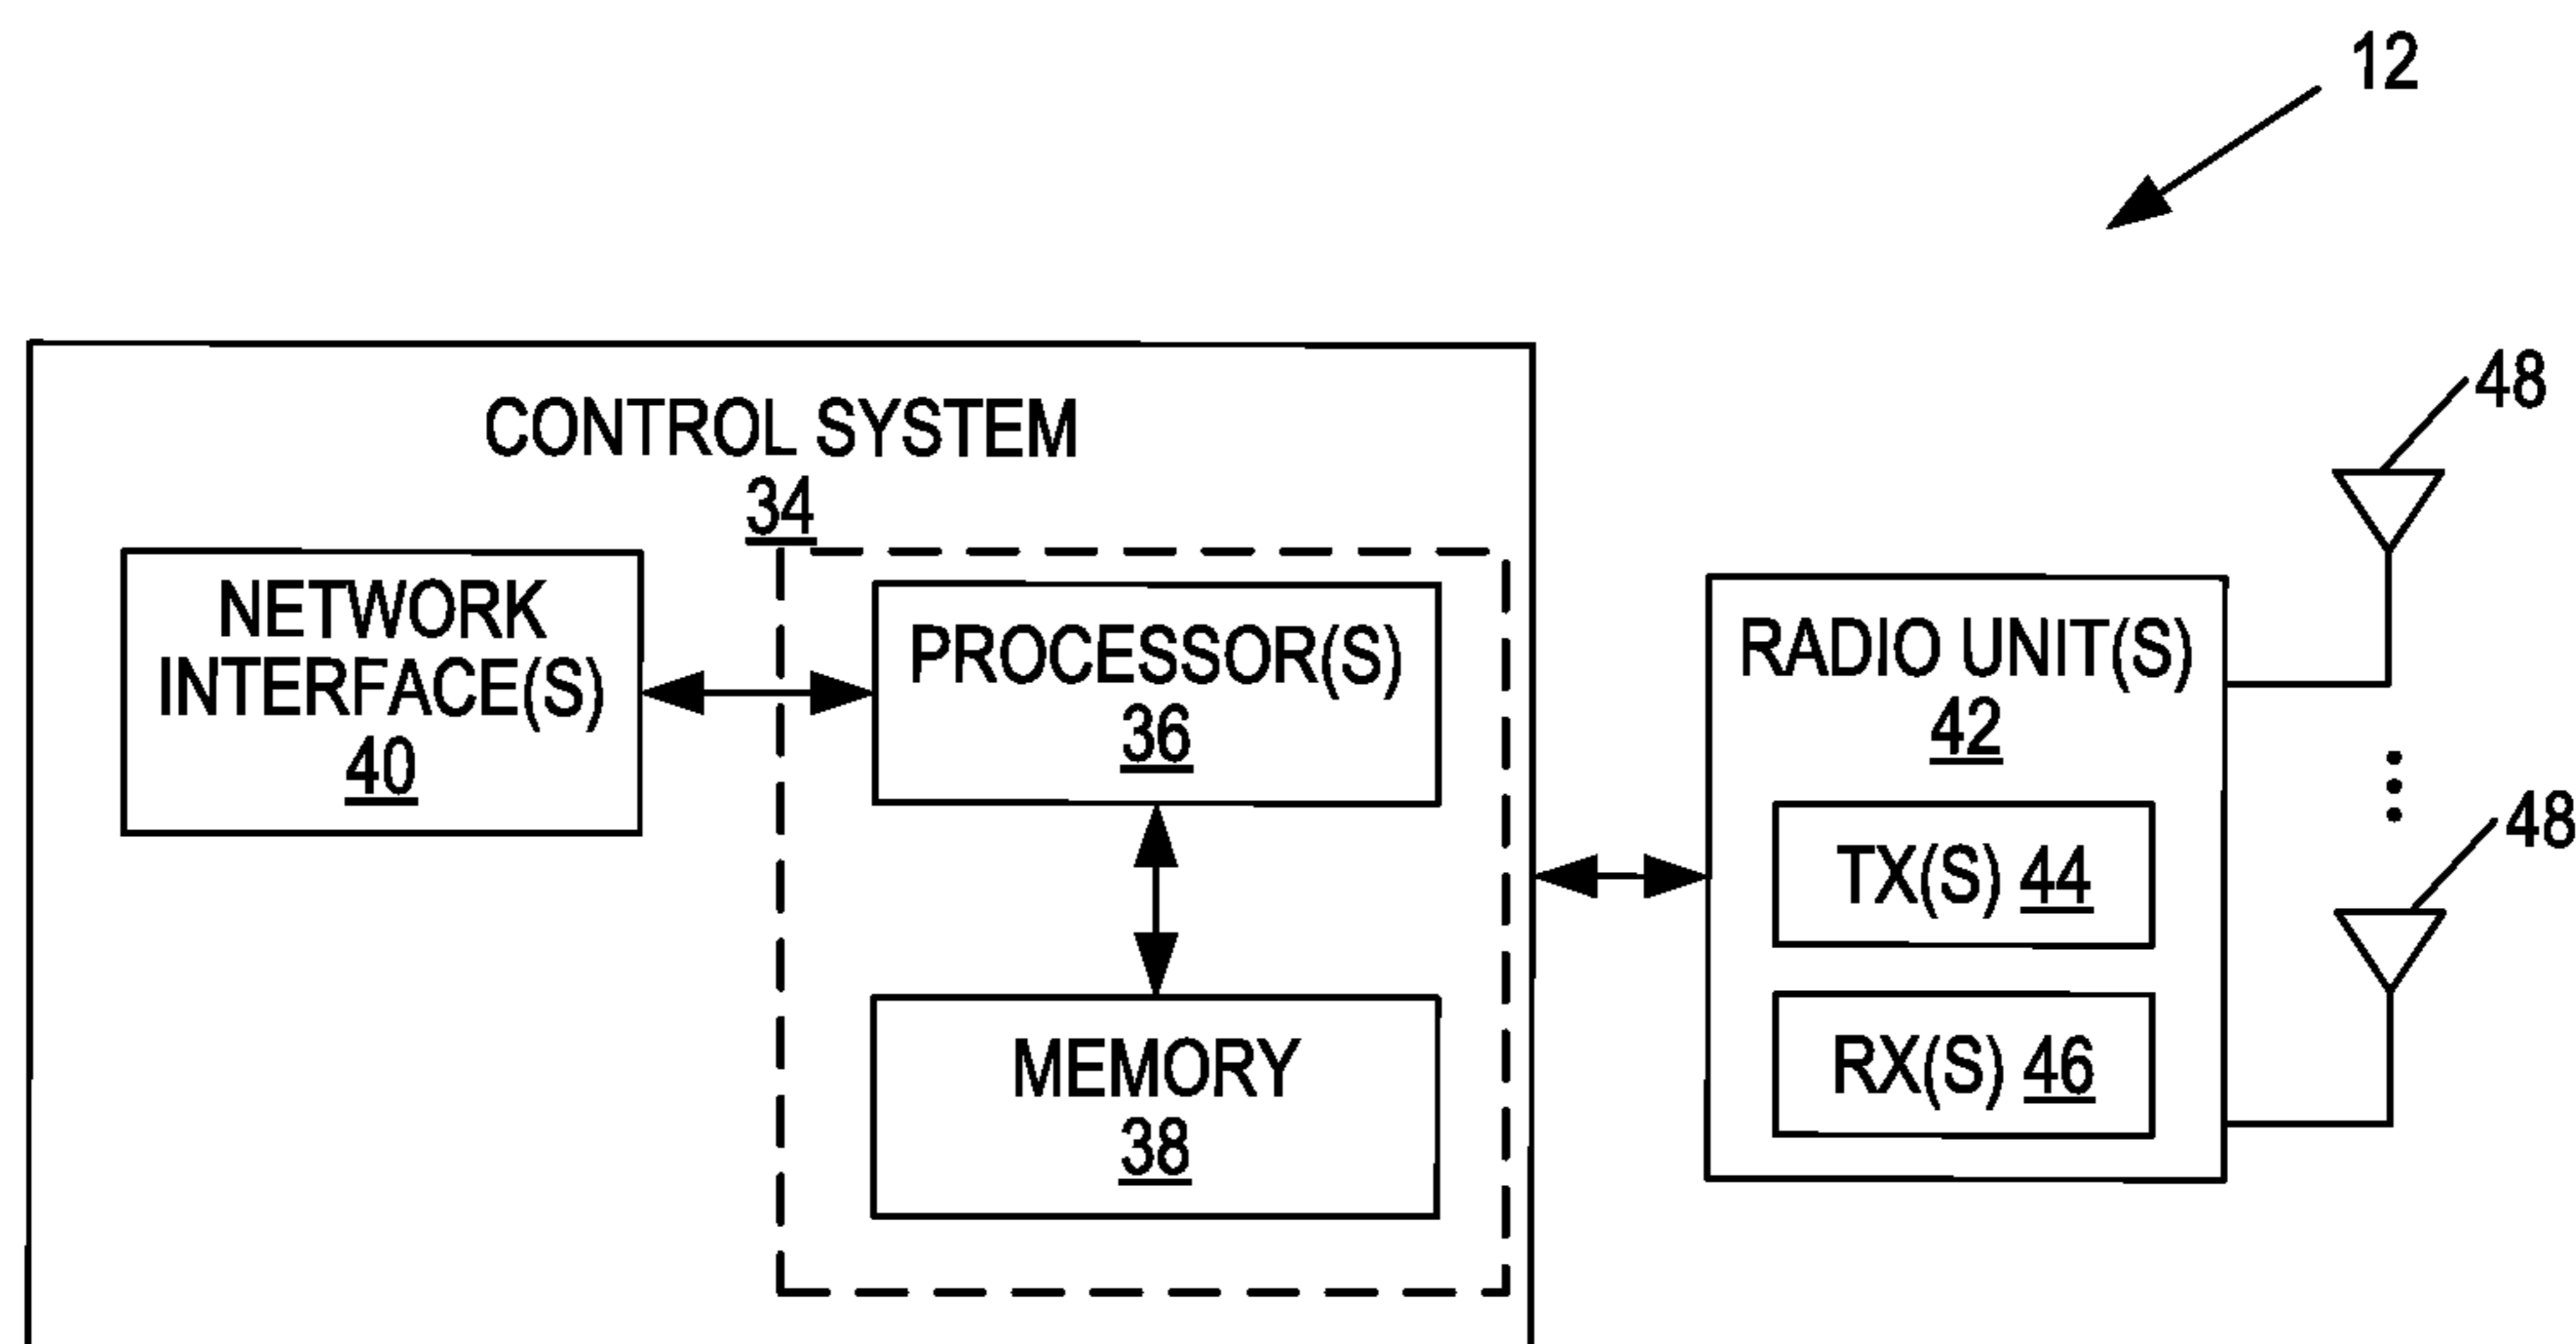 12
CONTROL SYSTEM
34
NETWORK
INTERFACE(S)
40
PROCESSOR(S)
36
MEMORY
38
RADIO UNIT(S)
42
TX(S) 44
RX(S) 46
48
48